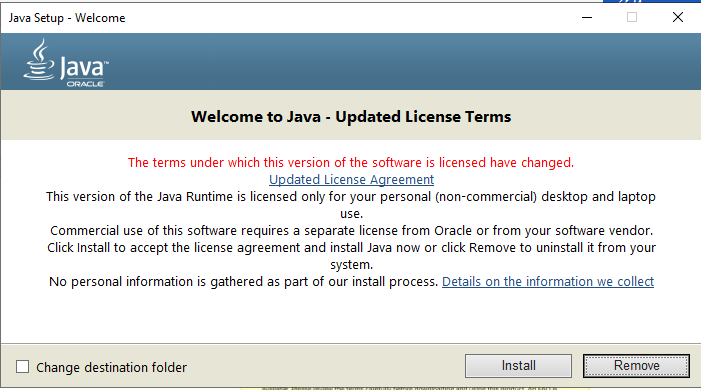 Java Setup - Welcome
Java™
ORACLE
Welcome to Java - Updated License Terms
The terms under which this version of the software is licensed have changed.
Updated License Agreement
This version of the Java Runtime is licensed only for your personal (non-commercial) desktop and laptop
use.
Commercial use of this software requires a separate license from Oracle or from your software vendor.
Click Install to accept the license agreement and install Java now or click Remove to uninstall it from your
system.
No personal information is gathered as part of our install process. Details on the information we collect
Change destination folder
Install
Remove